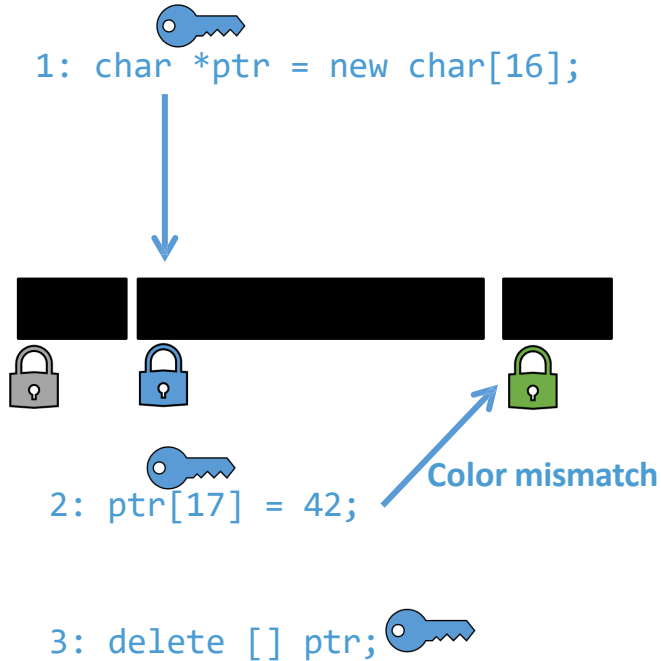 1: char *ptr = new char[16];
Color mismatch
2: ptr[17] = 42;
3: delete [] ptr;